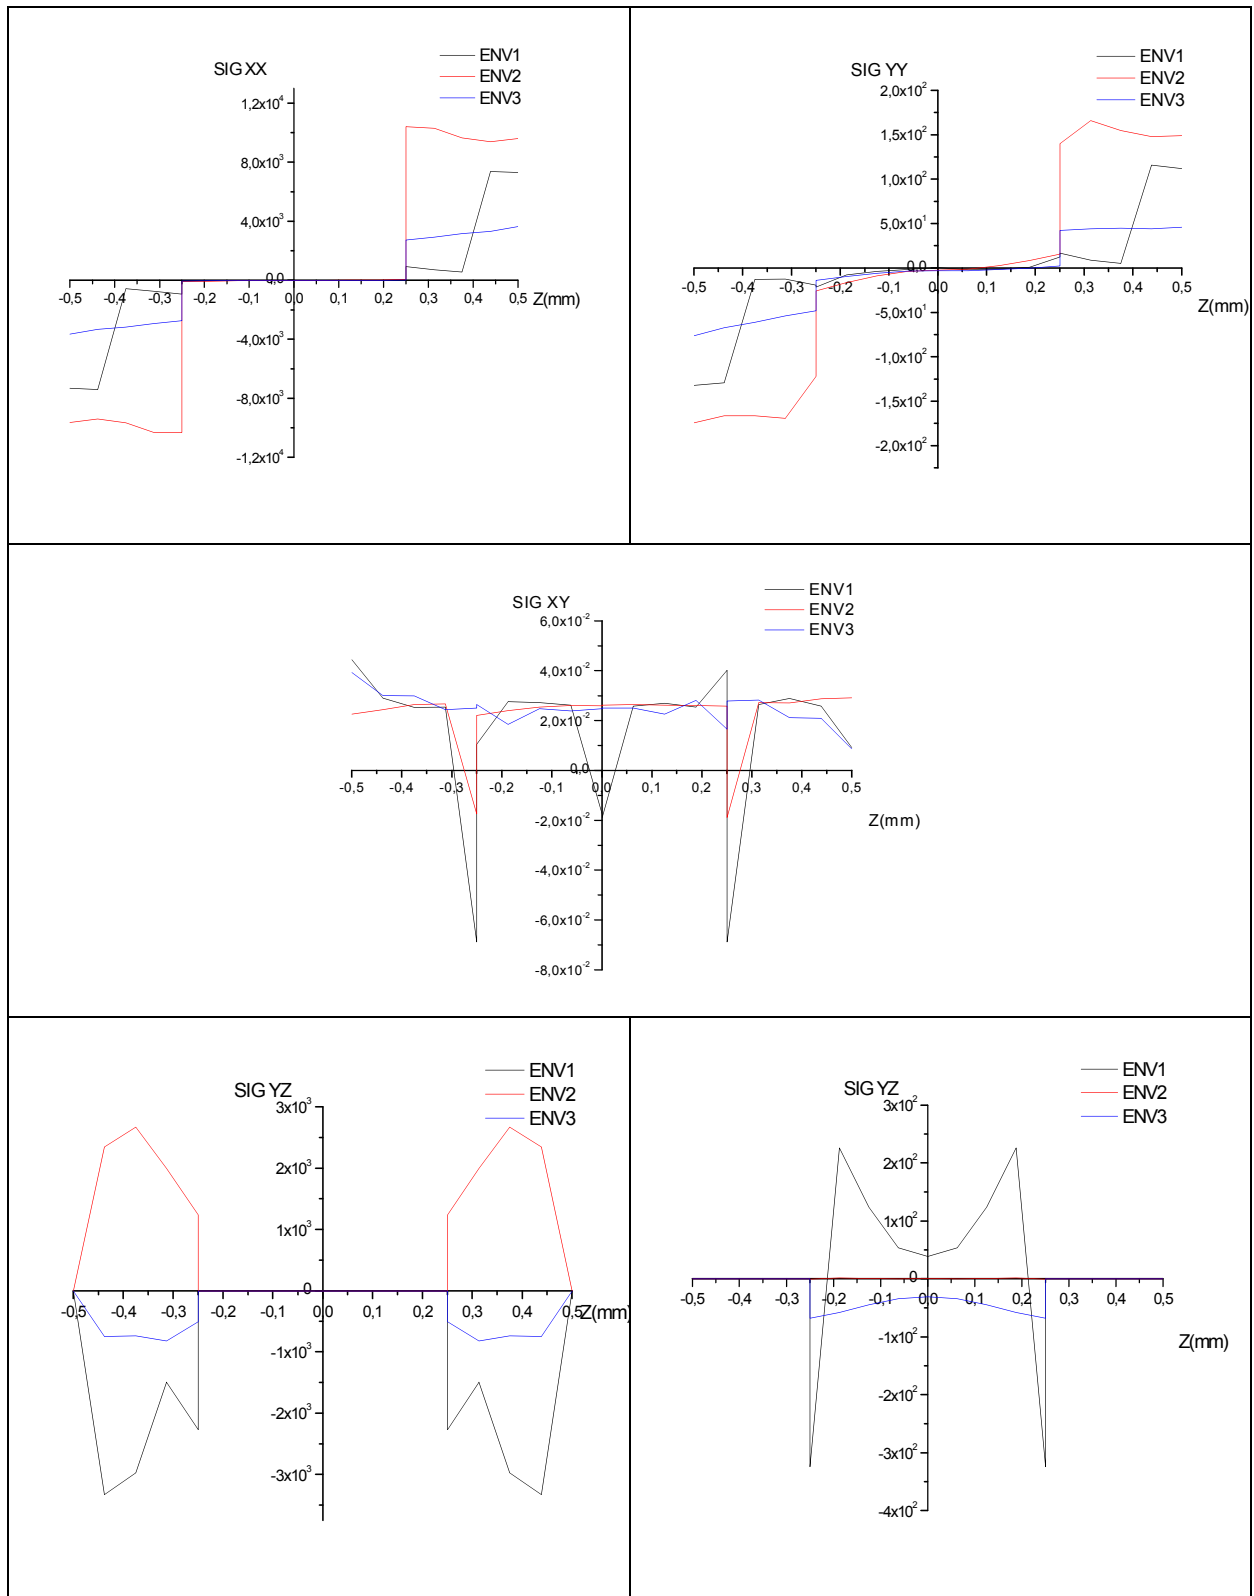 SIG XX
ENV1
ENV2
ENV3
1,2x10⁴
8,0x10³
4,0x10³
0,0
-0,5 -0,4 -0,3 -0,2 -0,1 0,1 0,2 0,3 0,4 0,5
Z(mm)
-4,0x10³
-8,0x10³
-1,2x10⁴
SIG YY
ENV1
ENV2
ENV3
2,0x10²
1,5x10²
1,0x10²
5,0x10¹
0,0
-0,5 -0,4 -0,3 -0,2 -0,1 0,1 0,2 0,3 0,4 0,5
Z(mm)
-5,0x10¹
-1,0x10²
-1,5x10²
-2,0x10²
SIG XY
ENV1
ENV2
ENV3
6,0x10⁻²
4,0x10⁻²
2,0x10⁻²
0,0
-0,5 -0,4 -0,3 -0,2 -0,1 0,0 0,1 0,2 0,3 0,4 0,5
Z(mm)
-2,0x10⁻²
-4,0x10⁻²
-6,0x10⁻²
-8,0x10⁻²
SIG YZ
ENV1
ENV2
ENV3
3x10³
2x10³
1x10³
0
-0,5 -0,4 -0,3 -0,2 -0,1 0,0 0,1 0,2 0,3 0,4 0,5
Z(mm)
-1x10³
-2x10³
-3x10³
SIG YZ
ENV1
ENV2
ENV3
3x10²
2x10²
1x10²
0
-0,5 -0,4 -0,3 -0,2 -0,1 0,0 0,1 0,2 0,3 0,4 0,5
Z(mm)
-1x10²
-2x10²
-3x10²
-4x10²